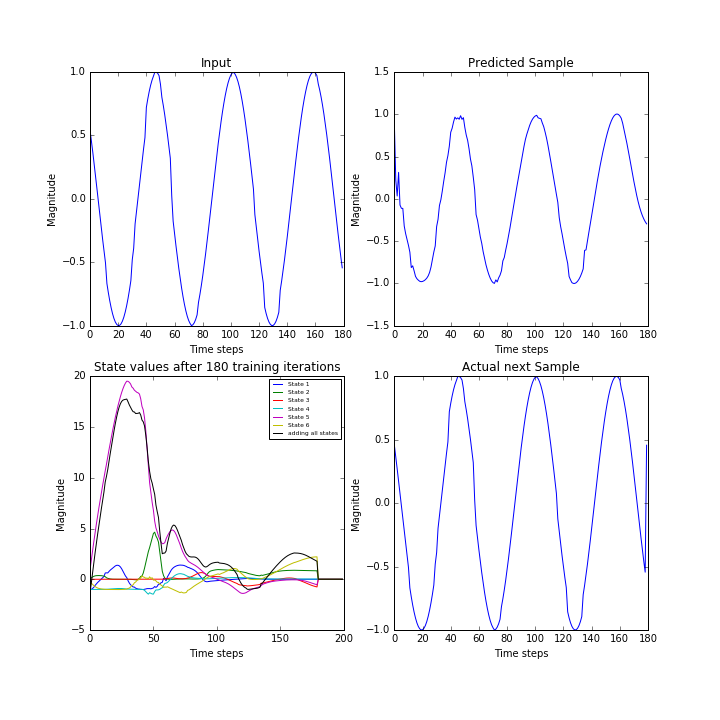 Input
1.0
0.5
0.0
−0.5
−1.0
Magnitude
0 20 40 60 80 100 120 140 160 180
Time steps
Predicted Sample
1.5
1.0
0.5
0.0
−0.5
−1.0
−1.5
Magnitude
0 20 40 60 80 100 120 140 160 180
Time steps
State values after 180 training iterations
20
15
10
5
0
−5
Magnitude
0 50 100 150 200
Time steps
State 1
State 2
State 3
State 4
State 5
State 6
adding all states
Actual next Sample
1.0
0.5
0.0
−0.5
−1.0
Magnitude
0 20 40 60 80 100 120 140 160 180
Time steps